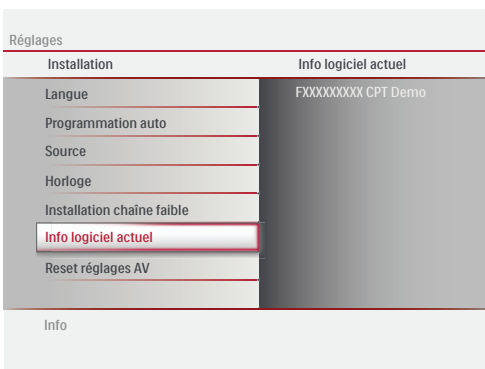 Réglages
Installation
Info logiciel actuel
Langue
FXXXXXXXXX CPT Demo
Programmation auto
Source
Horloge
Installation chaîne faible
Info logiciel actuel
Reset réglages AV
Info